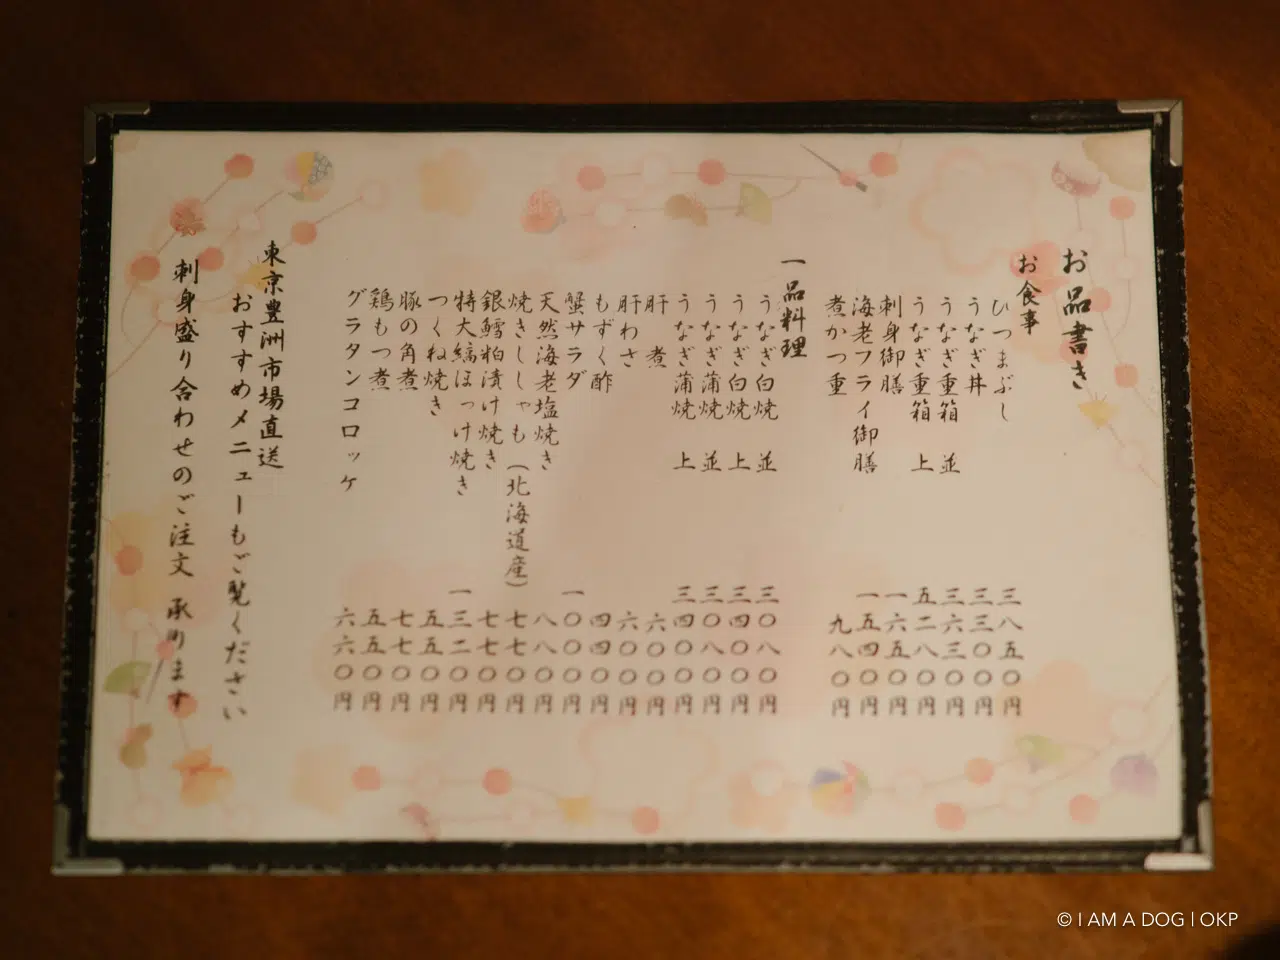 お品書き
お食事
ひつまぶし 三八五〇円
うなぎ丼 三三〇〇円
うなぎ重箱 並 三六三〇円
うなぎ重箱 上 五二八〇円
刺身御膳 一六五〇円
海老フライ御膳 一五四〇円
煮かつ重 九八〇円
一品料理
うなぎ白焼 並 三〇八〇円
うなぎ白焼 上 三四〇〇円
うなぎ蒲焼 並 三〇八〇円
うなぎ蒲焼 上 三四〇〇円
肝 煮 六〇〇円
肝わさ 六〇〇円
もずく酢 四四〇円
蟹サラダ 一〇〇〇円
天然海老塩焼き 八八〇円
焼きししゃも(北海道産) 七七〇円
銀鱈粕漬け焼き 七七〇円
特大縞ほっけ焼き 一三二〇円
つくね焼き 五五〇円
豚の角煮 七七〇円
鶏もつ煮 五五〇円
グラタンコロッケ 六六〇円
東京豊洲市場直送
おすすめメニューもご覧ください
刺身盛り合わせのご注文 承ります
© I AM A DOG | OKP